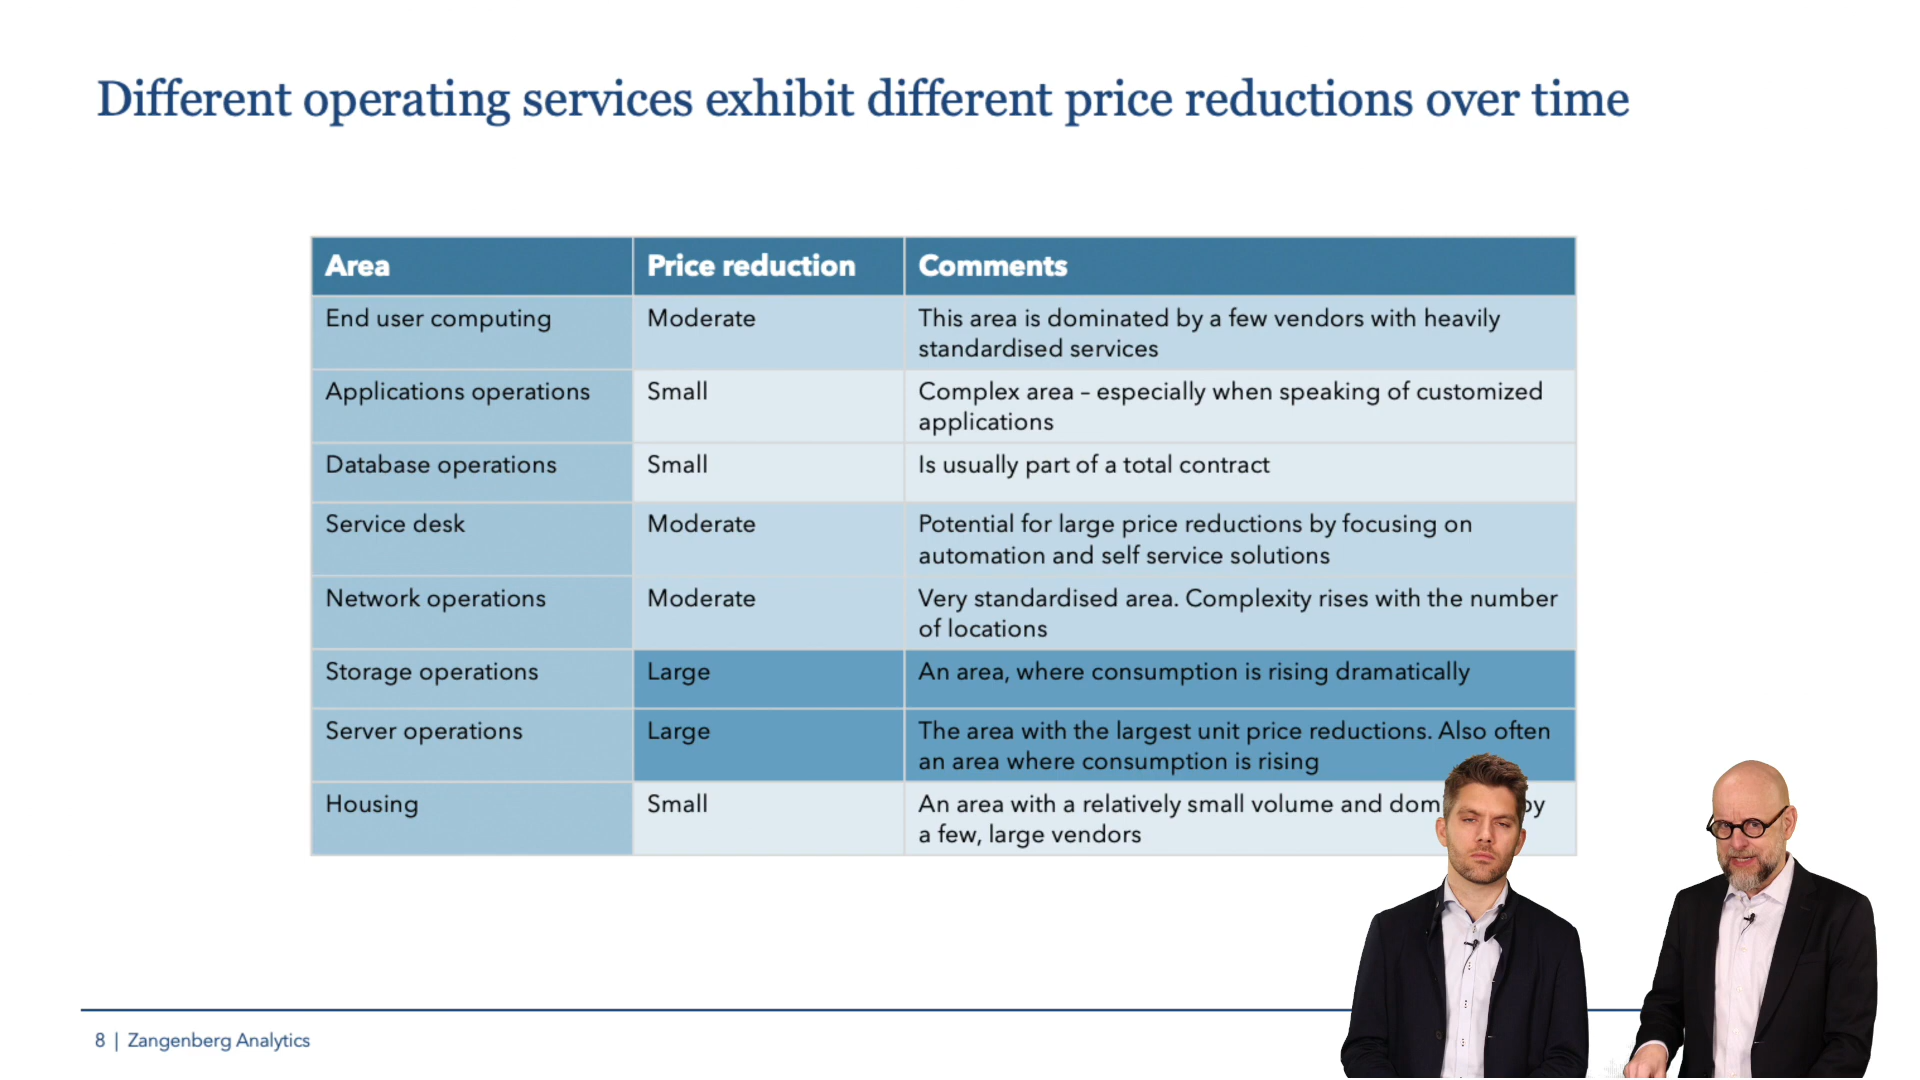 Different operating services exhibit different price reductions over time
Area
Price reduction
Comments
End user computing
Moderate
This area is dominated by a few vendors with heavily
standardised services
Applications operations
Small
Complex area – especially when speaking of customized
applications
Database operations
Small
Is usually part of a total contract
Service desk
Moderate
Potential for large price reductions by focusing on
automation and self service solutions
Network operations
Moderate
Very standardised area. Complexity rises with the number
of locations
Storage operations
Large
An area, where consumption is rising dramatically
Server operations
Large
The area with the largest unit price reductions. Also often
an area where consumption is rising
Housing
Small
An area with a relatively small volume and by
a few, large vendors
8 | Zangenberg Analytics